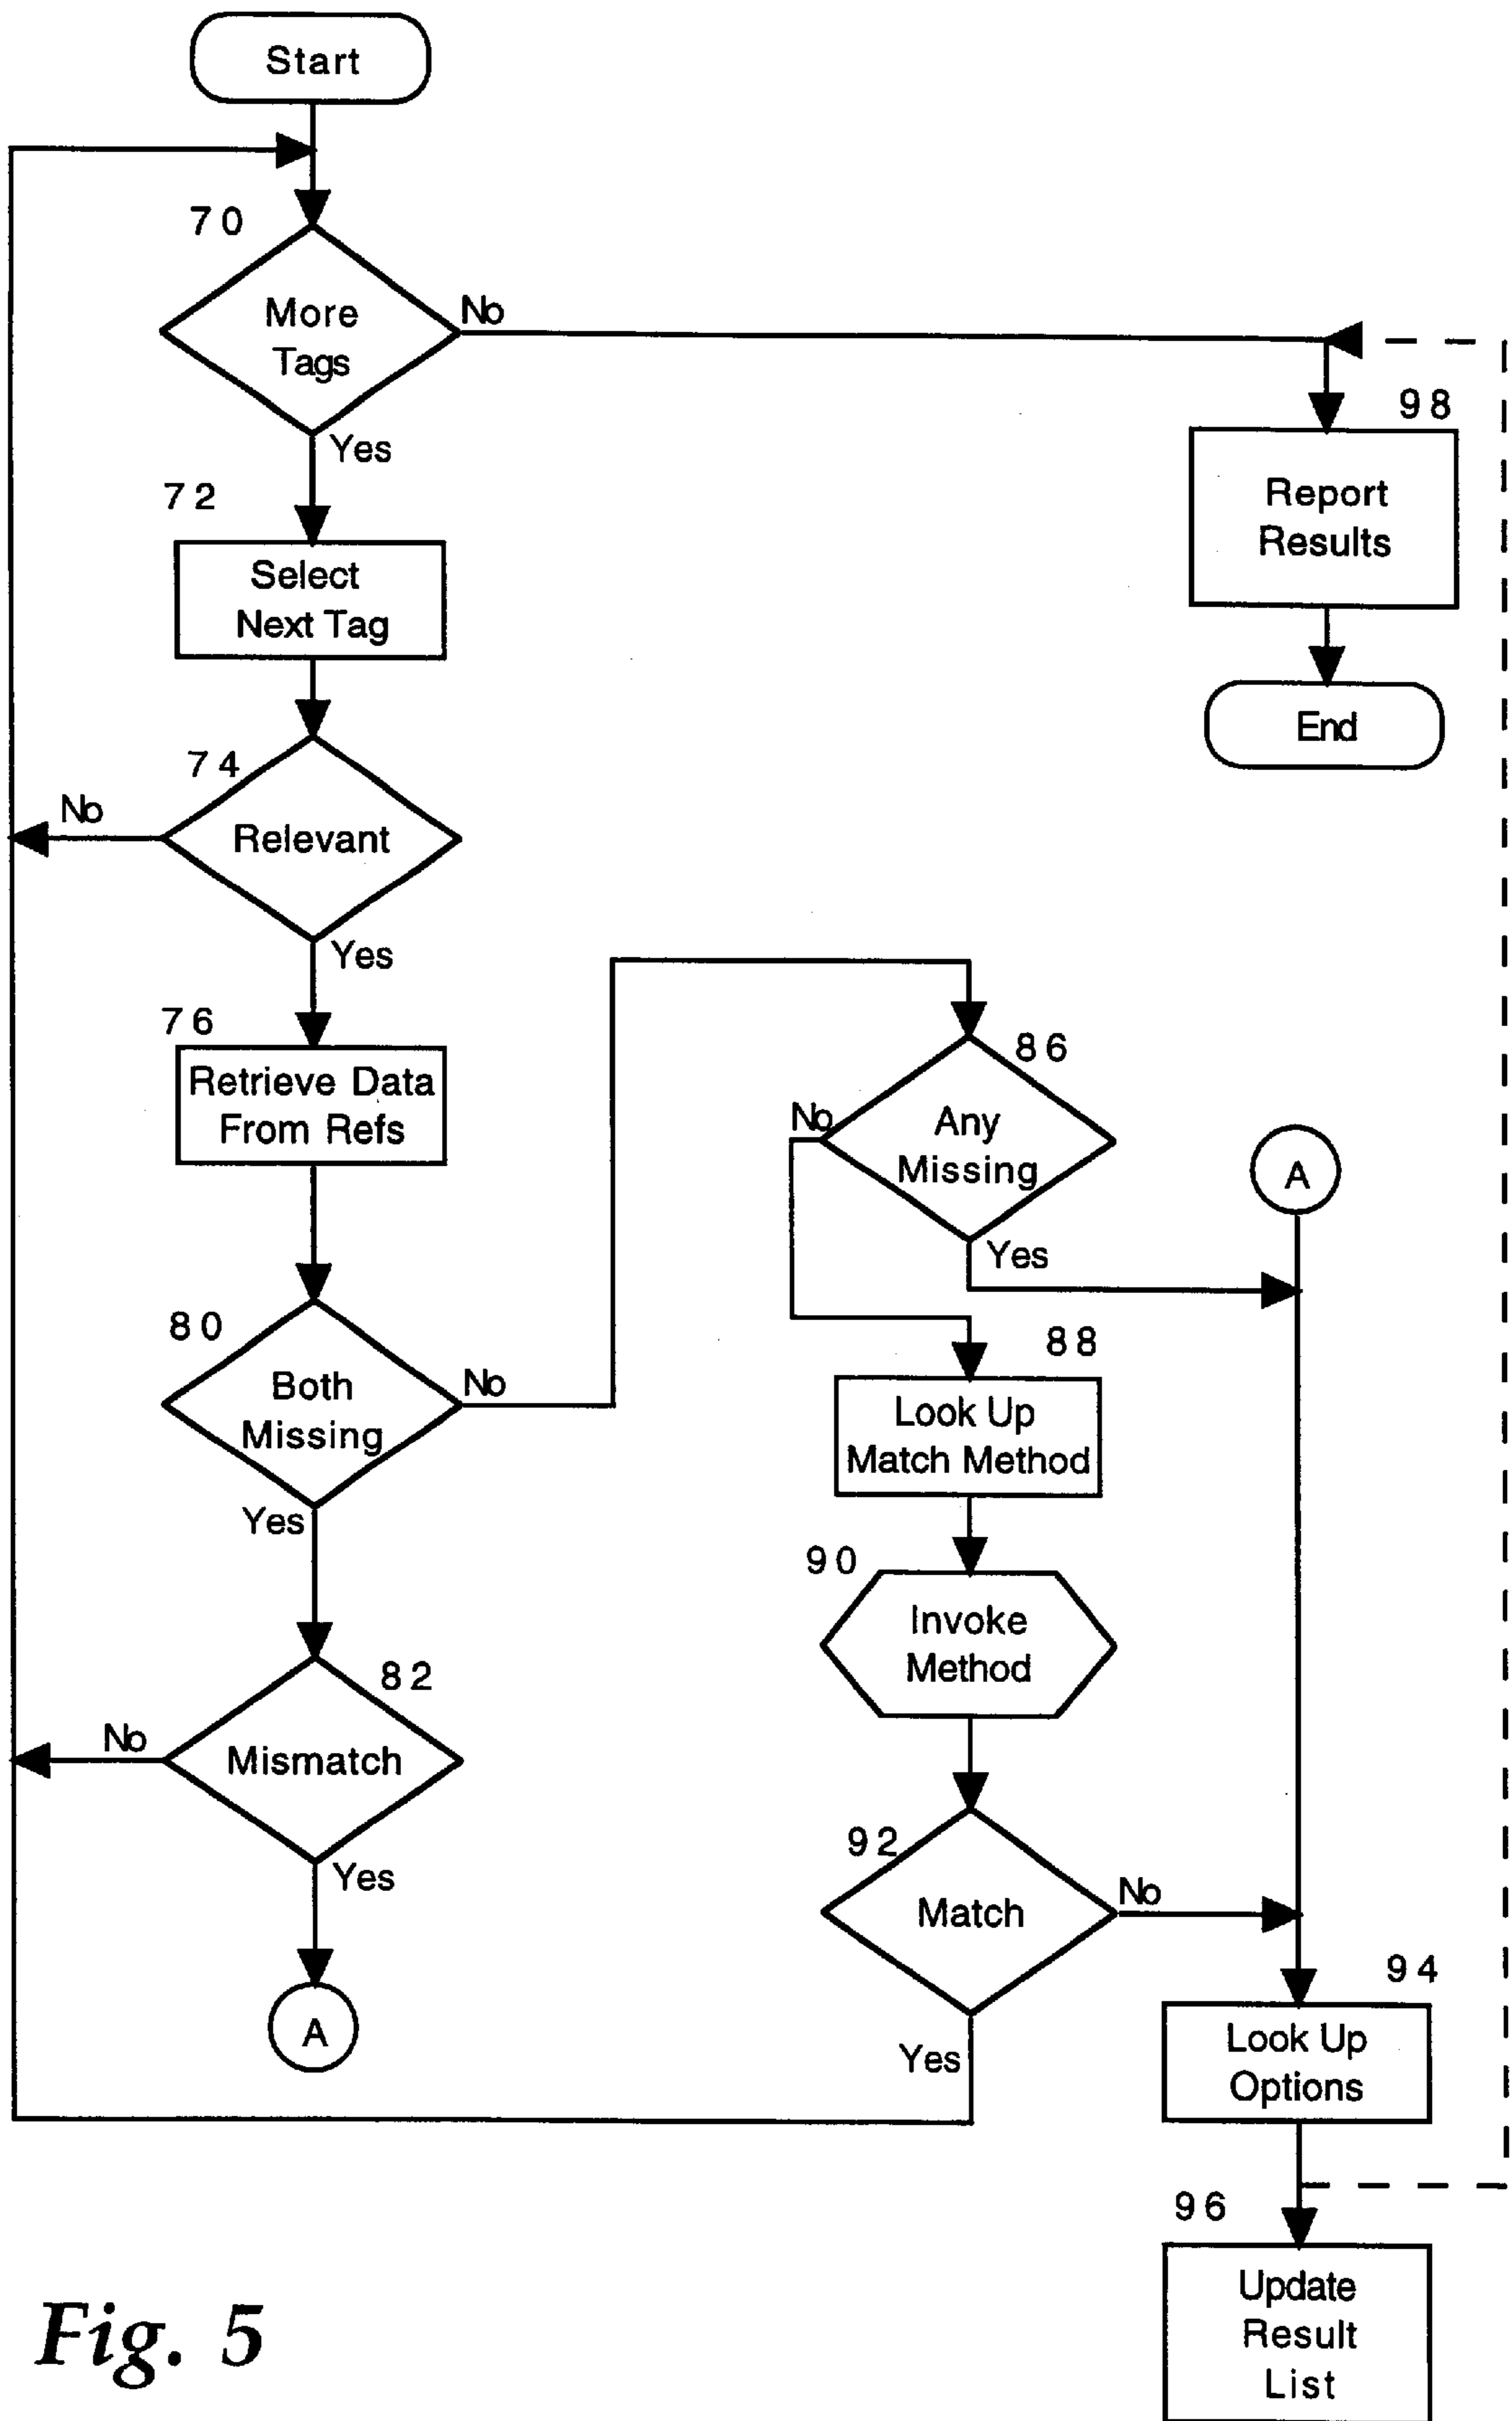 Start
70
More
Tags
No
Yes
98
Report
Results
End
72
Select
Next Tag
74
Relevant
No
Yes
76
Retrieve Data
From Refs
80
Both
Missing
No
Yes
82
Mismatch
No
Yes
A
86
Any
Missing
No
Yes
A
88
Look Up
Match Method
90
Invoke
Method
92
Match
No
Yes
94
Look Up
Options
96
Update
Result
List
Fig. 5